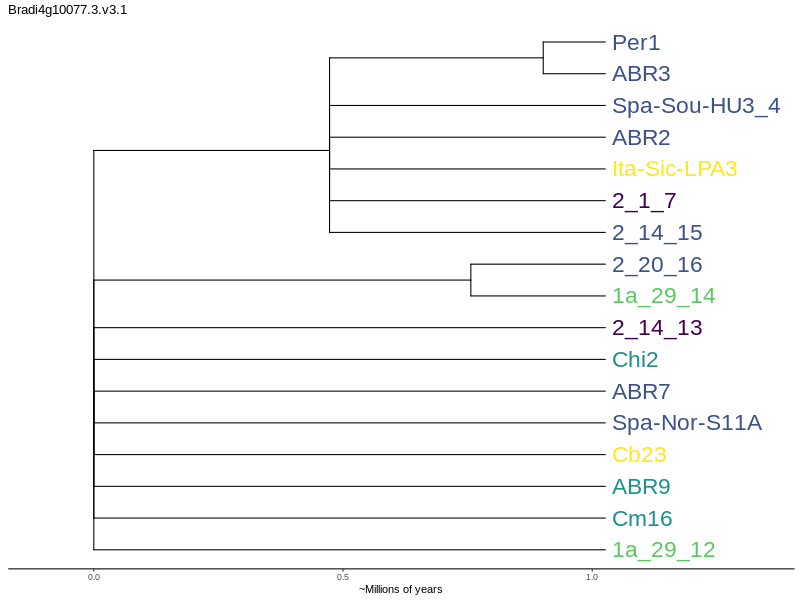 Bradi4g10077.3.v3.1
Per1
ABR3
Spa-Sou-HU3_4
ABR2
Ita-Sic-LPA3
2_1_7
2_14_15
2_20_16
1a_29_14
2_14_13
Chi2
ABR7
Spa-Nor-S11A
Cb23
ABR9
Cm16
1a_29_12
0.0 0.5 1.0
~Millions of years